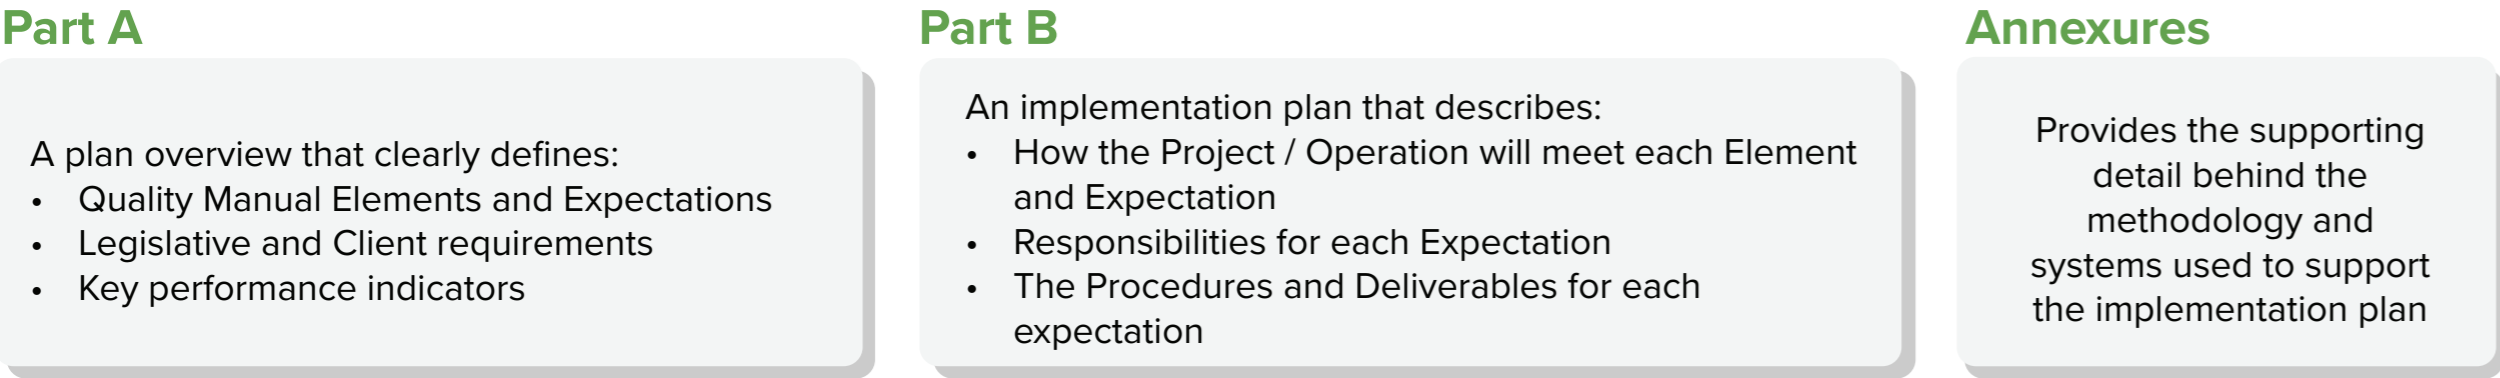 Part A
A plan overview that clearly defines:
• Quality Manual Elements and Expectations
• Legislative and Client requirements
• Key performance indicators
Part B
An implementation plan that describes:
• How the Project / Operation will meet each Element
and Expectation
• Responsibilities for each Expectation
• The Procedures and Deliverables for each
expectation
Annexures
Provides the supporting
detail behind the
methodology and
systems used to support
the implementation plan